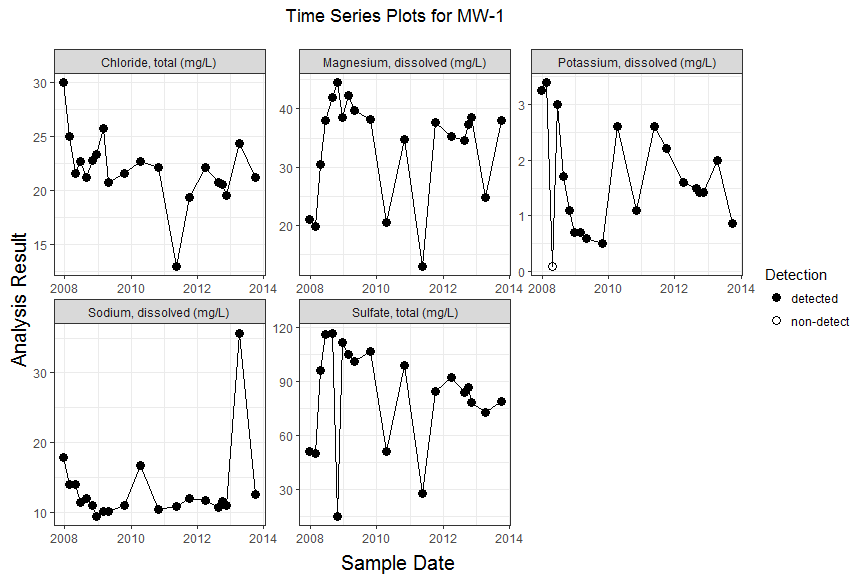 Time Series Plots for MW-1
Chloride, total (mg/L)
Magnesium, dissolved (mg/L)
Potassium, dissolved (mg/L)
30
25
20
15
40
30
20
3
2
1
0
2008 2010 2012 2014
2008 2010 2012 2014
2008 2010 2012 2014
Analysis Result
Sodium, dissolved (mg/L)
Sulfate, total (mg/L)
30
20
10
120
90
60
30
2008 2010 2012 2014
2008 2010 2012 2014
Sample Date
Detection
detected
non-detect